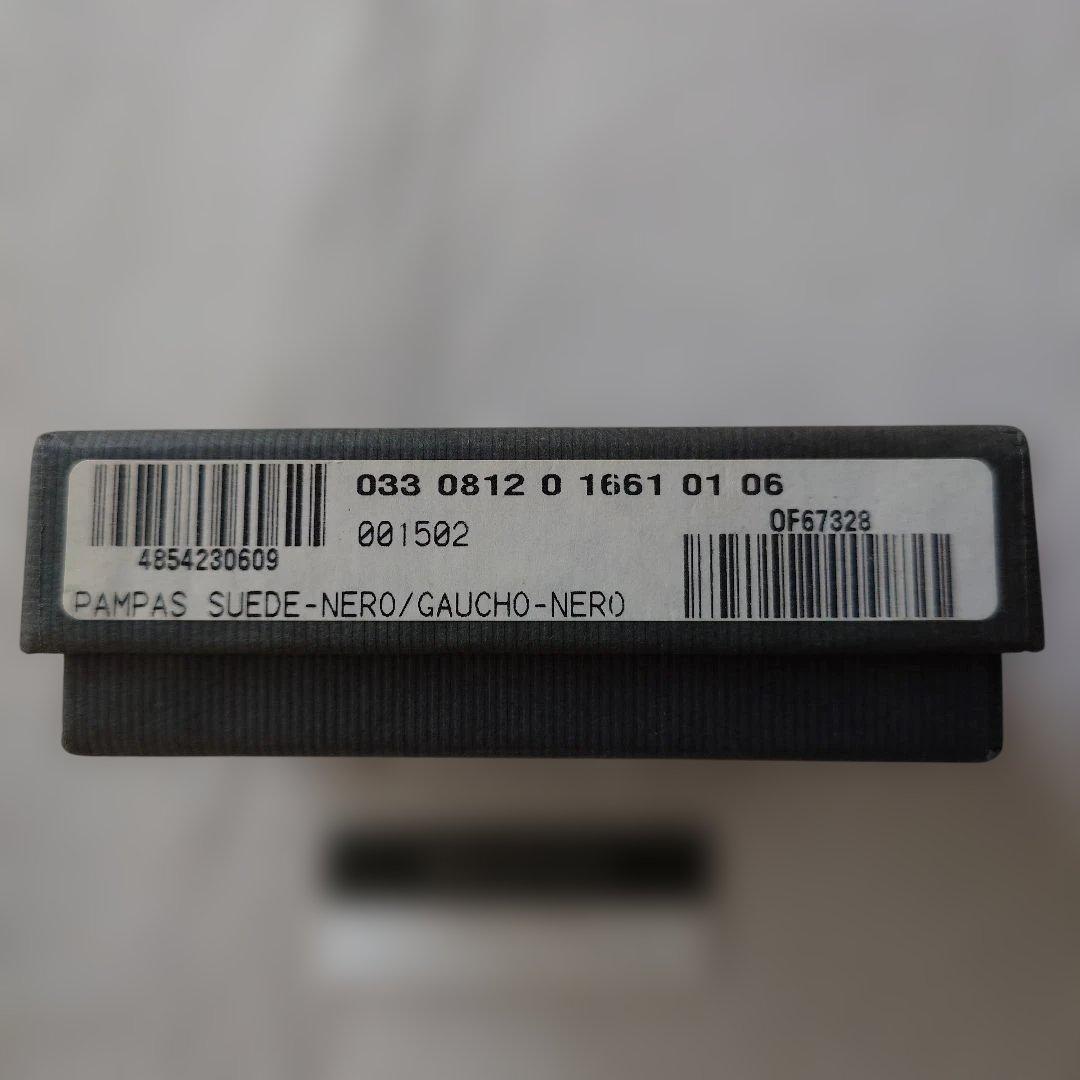 033 0812 0 1661 01 06
001502
OF67328
4854230609
PAMPAS SUEDE-NERO/GAUCHO-NERO